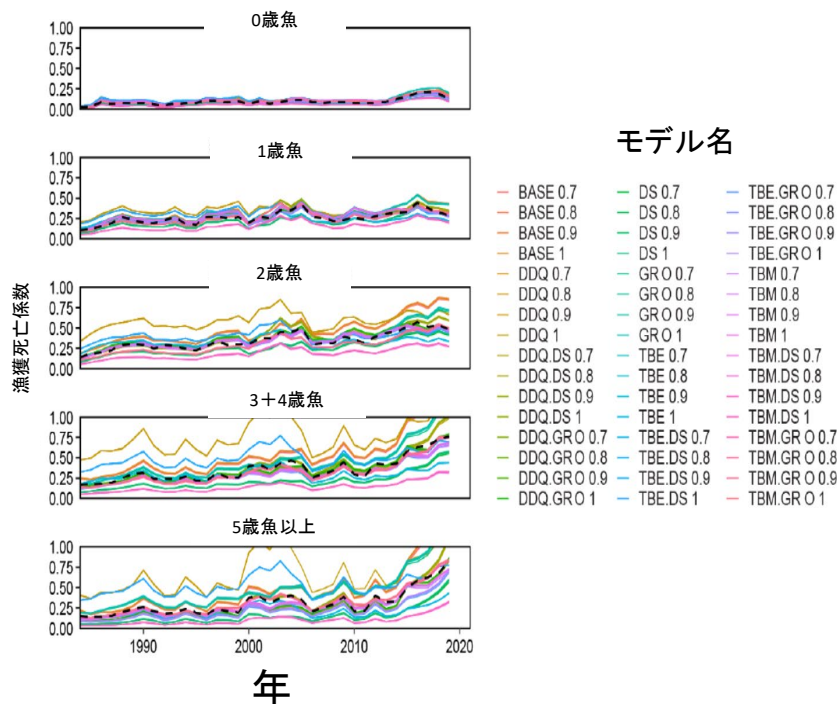 0歳魚
1.00
0.75
0.50
0.25
0.00
1歳魚
1.00
0.75
0.50
0.25
0.00
2歳魚
1.00
0.75
0.50
0.25
0.00
漁獲死亡係数
3+4歳魚
1.00
0.75
0.50
0.25
0.00
5歳魚以上
1.00
0.75
0.50
0.25
0.00
1990 2000 2010 2020
年
モデル名
BASE 0.7
BASE 0.8
BASE 0.9
BASE 1
DDQ 0.7
DDQ 0.8
DDQ 0.9
DDQ 1
DDQ.DS 0.7
DDQ.DS 0.8
DDQ.DS 0.9
DDQ.DS 1
DDQ.GRO 0.7
DDQ.GRO 0.8
DDQ.GRO 0.9
DDQ.GRO 1
DS 0.7
DS 0.8
DS 0.9
DS 1
GRO 0.7
GRO 0.8
GRO 0.9
GRO 1
TBE 0.7
TBE 0.8
TBE 0.9
TBE 1
TBE.DS 0.7
TBE.DS 0.8
TBE.DS 0.9
TBE.DS 1
TBE.GRO 0.7
TBE.GRO 0.8
TBE.GRO 0.9
TBE.GRO 1
TBM 0.7
TBM 0.8
TBM 0.9
TBM 1
TBM.DS 0.7
TBM.DS 0.8
TBM.DS 0.9
TBM.DS 1
TBM.GRO 0.7
TBM.GRO 0.8
TBM.GRO 0.9
TBM.GRO 1